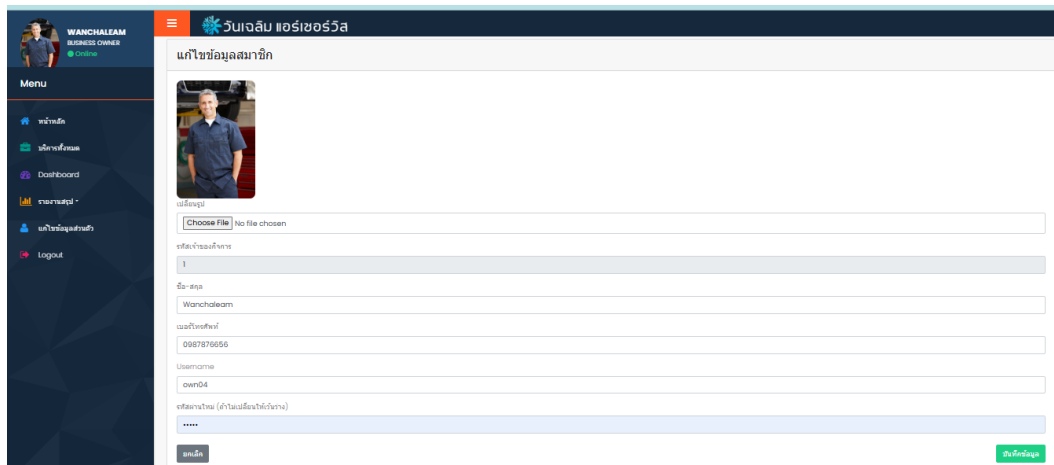 WANCHALEAM
BUSINESS OWNER
Online
Menu
หน้าหลัก
บริการทั้งหมด
Dashboard
รายงานสรุป
แก้ไขข้อมูลส่วนตัว
Logout
วันเฉลิม แอร์เซอร์วิส
แก้ไขข้อมูลสมาชิก
เปลี่ยนรูป
Choose File No file chosen
รหัสเจ้าของกิจการ
1
ชื่อ-สกุล
Wanchaleam
เบอร์โทรศัพท์
0987876656
Username
own04
รหัสผ่านใหม่ (ถ้าไม่เปลี่ยนให้เว้นว่าง)
•••••
ยกเลิก
บันทึกข้อมูล